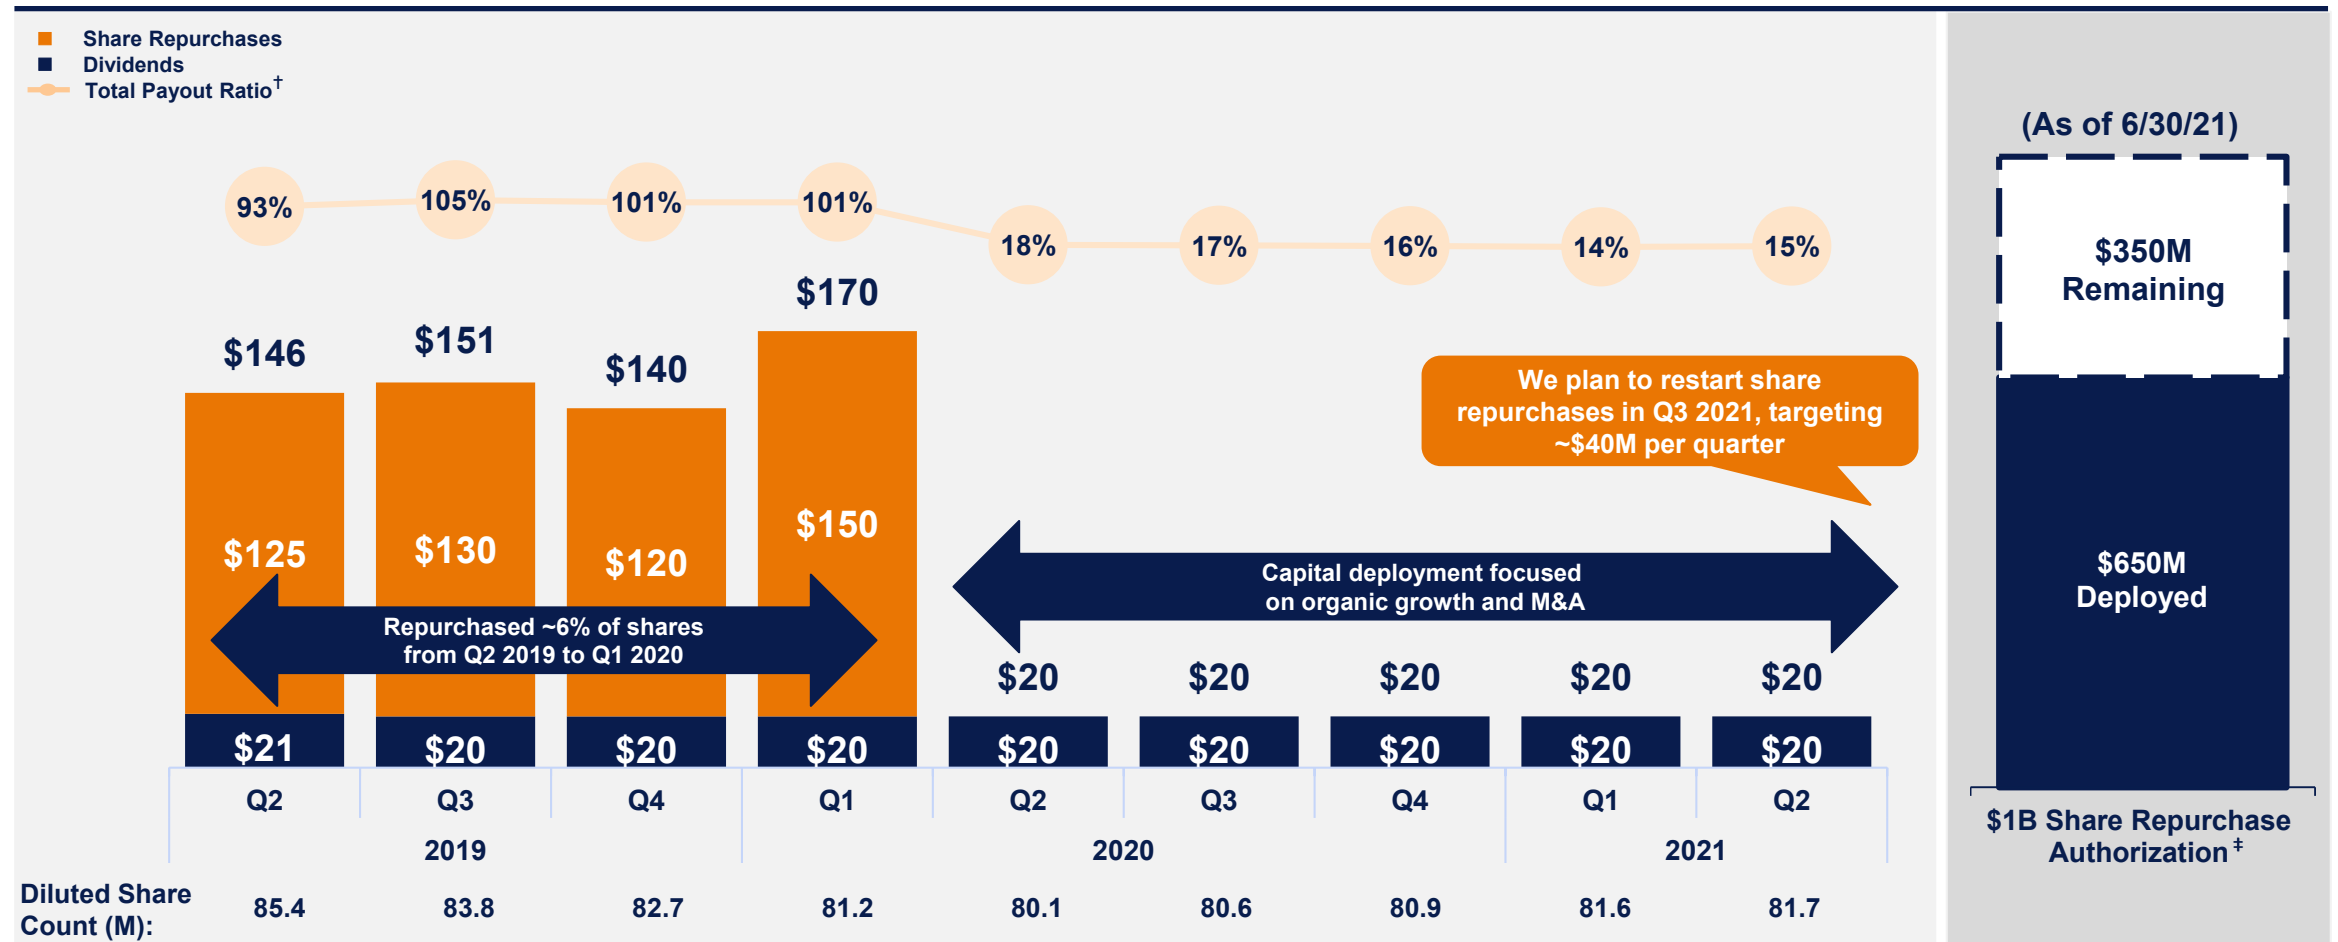 Share Repurchases
Dividends
Total Payout Ratio†
93% 105% 101% 101% 18% 17% 16% 14% 15%
$146 $151 $140 $170
$125 $130 $120 $150
Repurchased ~6% of shares
from Q2 2019 to Q1 2020
We plan to restart share
repurchases in Q3 2021, targeting
~$40M per quarter
Capital deployment focused
on organic growth and M&A
$20 $20 $20 $20 $20
$21 $20 $20 $20 $20 $20 $20 $20 $20
Q2 Q3 Q4 Q1 Q2 Q3 Q4 Q1 Q2
2019 2020 2021
Diluted Share
Count (M):
85.4 83.8 82.7 81.2 80.1 80.6 80.9 81.6 81.7
(As of 6/30/21)
$350M
Remaining
$650M
Deployed
$1B Share Repurchase
Authorization‡